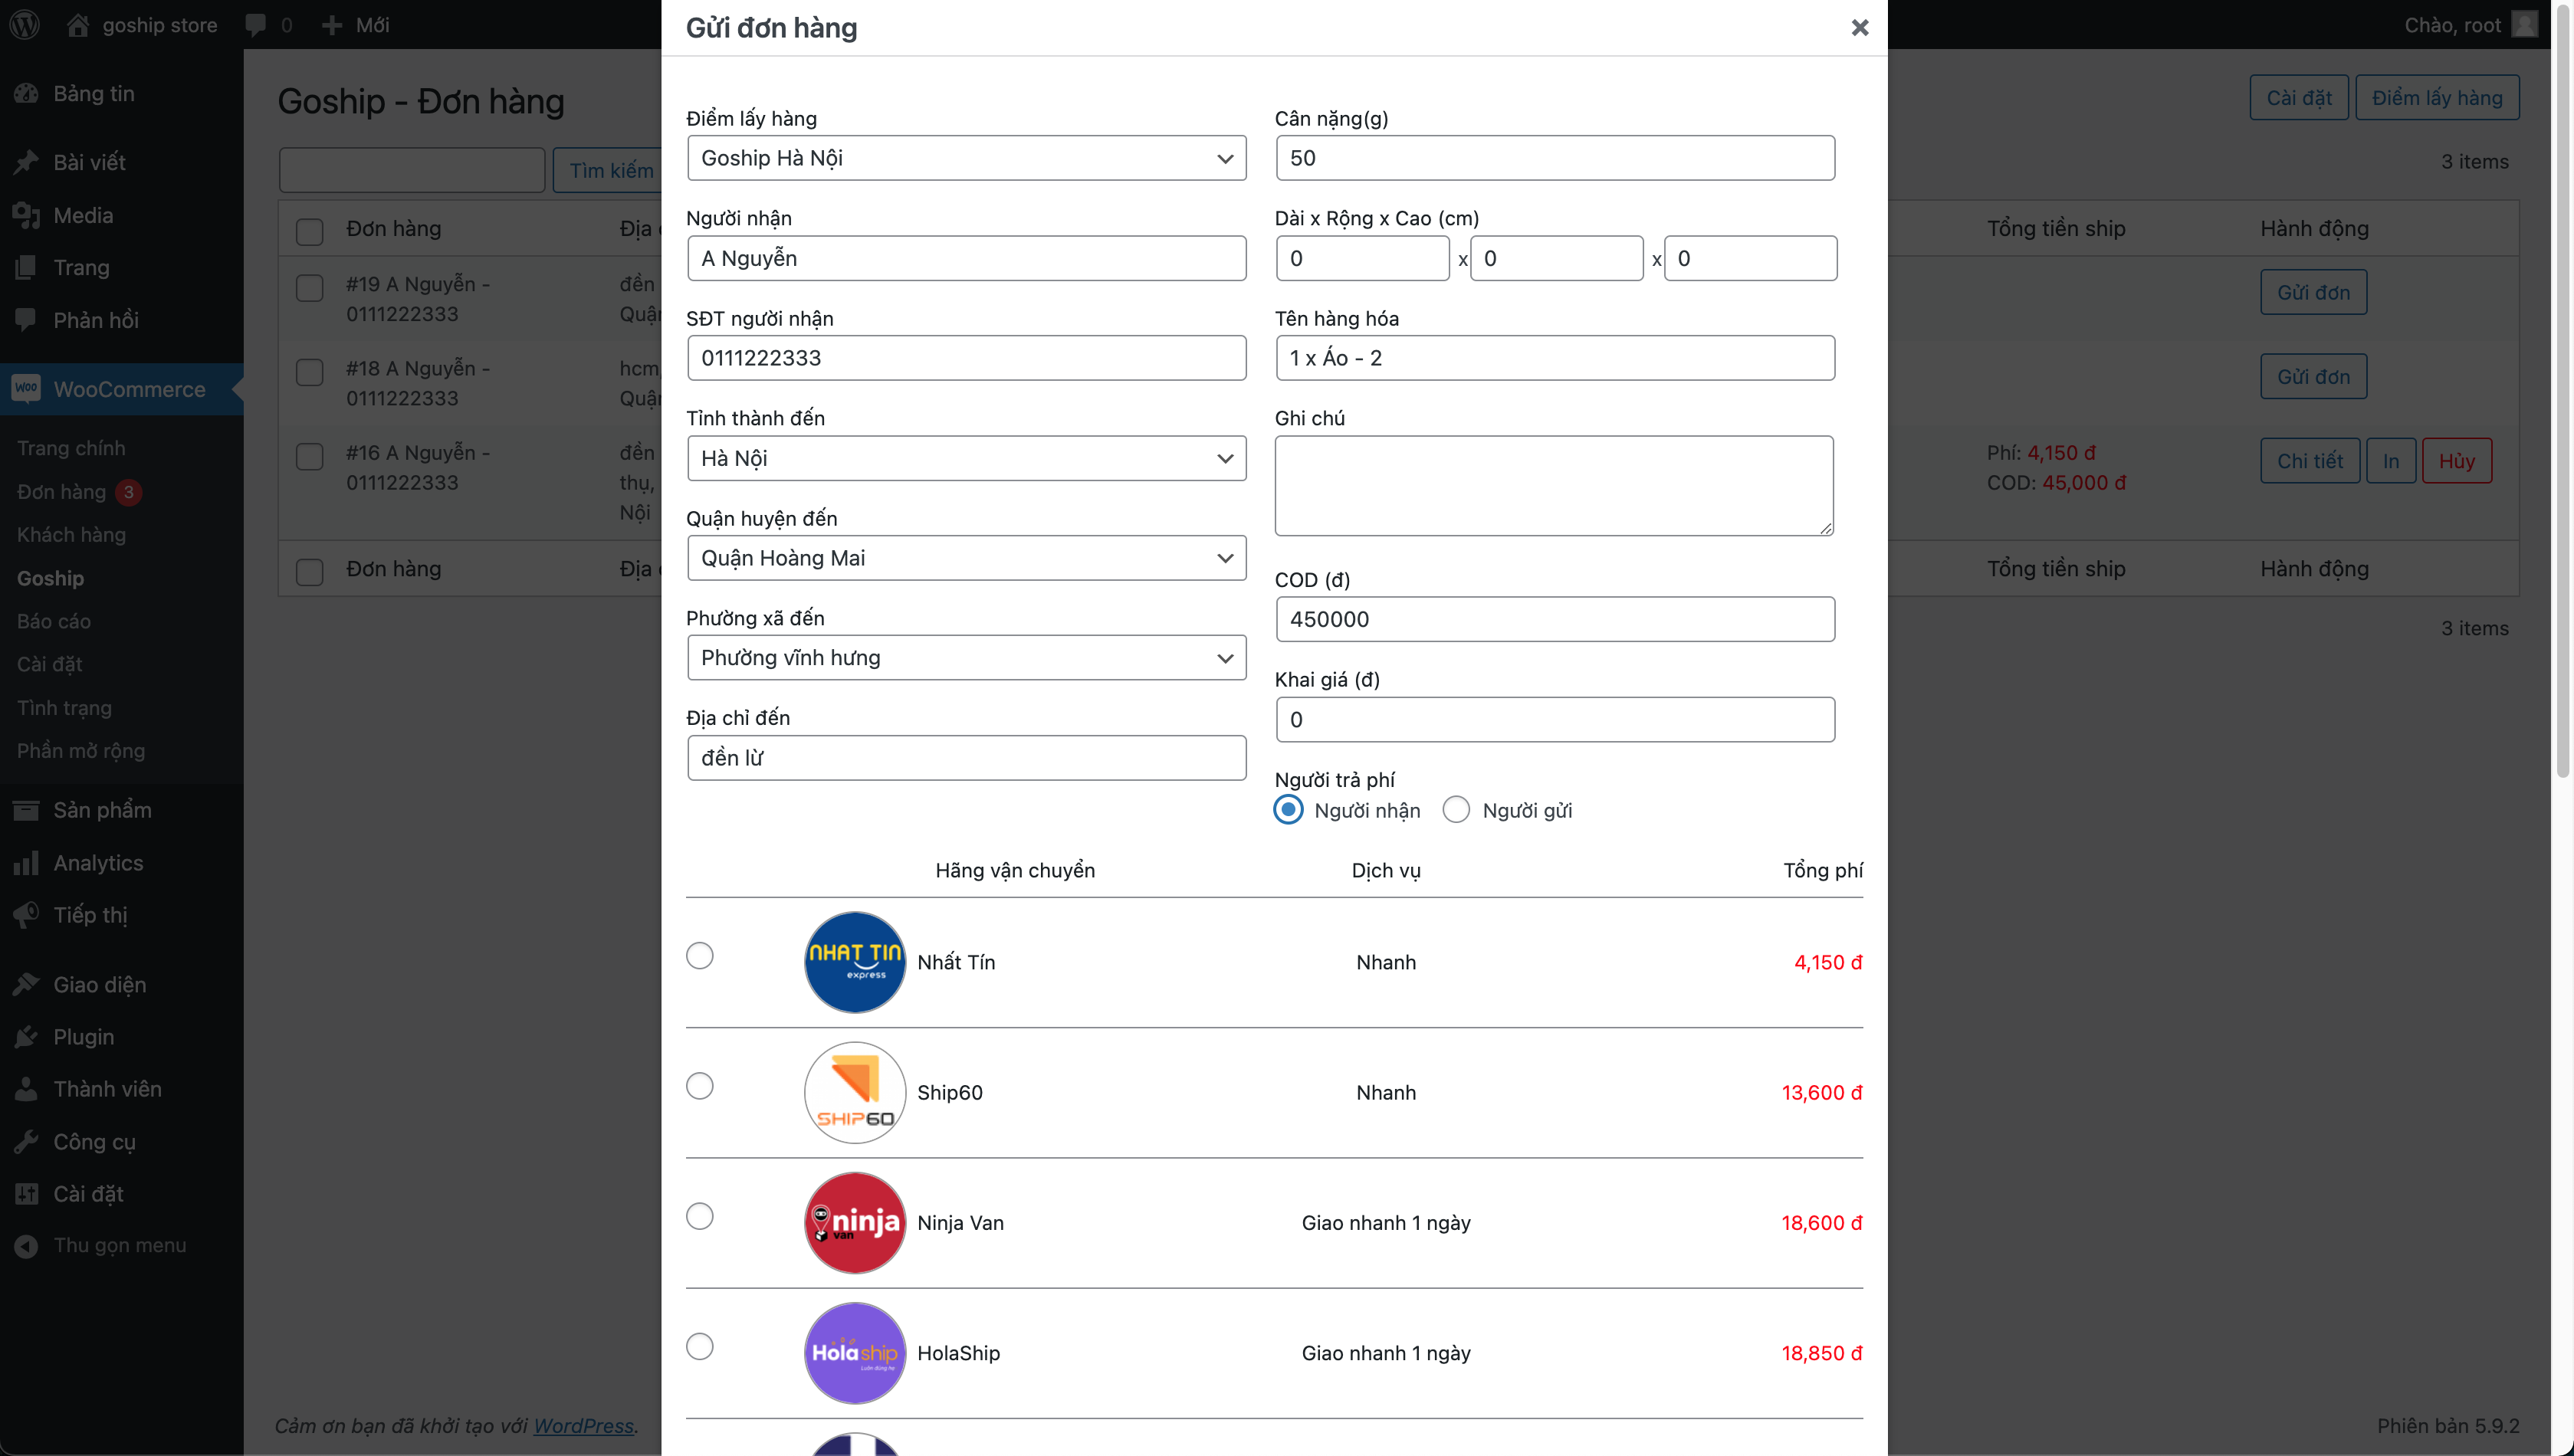 goship store
0
Mới
Chào, root
Bảng tin
Bài viết
Media
Trang
Phản hồi
WooCommerce
Trang chính
Đơn hàng 3
Khách hàng
Goship
Báo cáo
Cài đặt
Tình trạng
Phần mở rộng
Sản phẩm
Analytics
Tiếp thị
Giao diện
Plugin
Thành viên
Công cụ
Cài đặt
Thu gọn menu
Goship - Đơn hàng
Cài đặt
Điểm lấy hàng
Tìm kiếm
3 items
Đơn hàng
Địa
Tổng tiền ship
Hành động
#19 A Nguyễn -
0111222333
đền
Gửi đơn
#18 A Nguyễn -
0111222333
hcm,
Gửi đơn
#16 A Nguyễn -
0111222333
đền
thụ,
Nội
Phí: 4,150 đ
COD: 45,000 đ
Chi tiết
In
Hủy
Đơn hàng
Địa
Tổng tiền ship
Hành động
3 items
Gửi đơn hàng
Điểm lấy hàng
Goship Hà Nội
Người nhận
A Nguyễn
SĐT người nhận
0111222333
Tỉnh thành đến
Hà Nội
Quận huyện đến
Quận Hoàng Mai
Phường xã đến
Phường vĩnh hưng
Địa chỉ đến
đền lừ
Cân nặng(g)
50
Dài x Rộng x Cao (cm)
0 x 0 x 0
Tên hàng hóa
1 x Áo - 2
Ghi chú
COD (đ)
450000
Khai giá (đ)
0
Người trả phí
Người nhận
Người gửi
Hãng vận chuyển
Dịch vụ
Tổng phí
NHAT TIN
express
Nhất Tín
Nhanh
4,150 đ
SHIP60
Ship60
Nhanh
13,600 đ
ninja
van
Ninja Van
Giao nhanh 1 ngày
18,600 đ
Holaship
HolaShip
Giao nhanh 1 ngày
18,850 đ
Cảm ơn bạn đã khởi tạo với WordPress.
Phiên bản 5.9.2